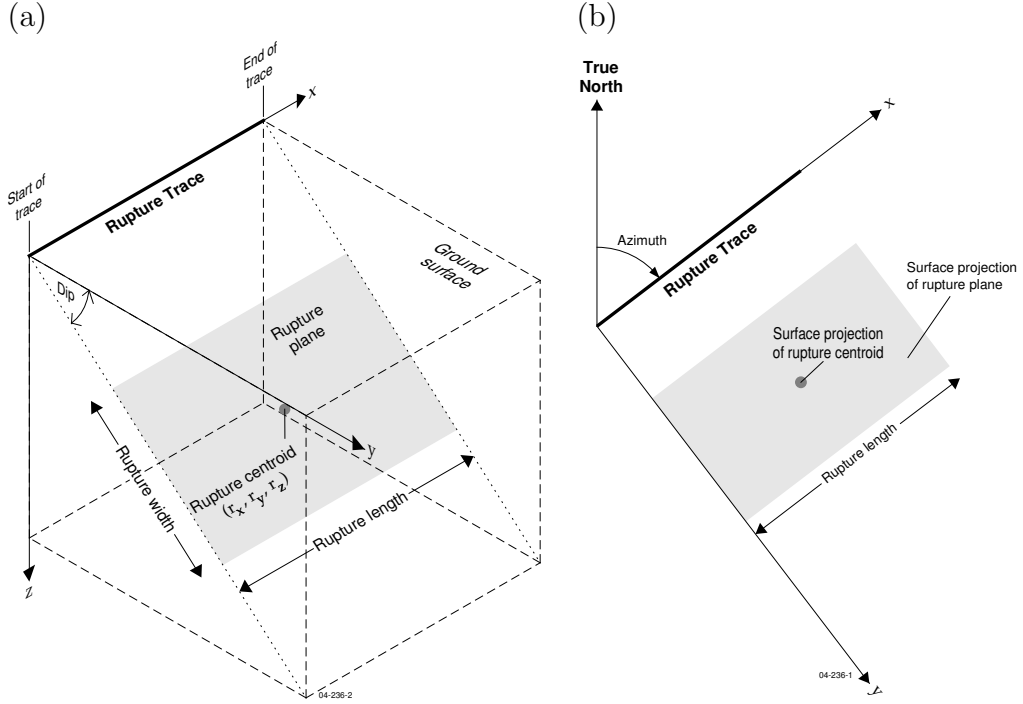 (a)
End of
trace
x
Start of
trace
Rupture Trace
Ground
surface
Dip
Rupture
plane
y
Rupture centroid
(rx, ry, rz)
Rupture width
Rupture length
z
04-236-2
(b)
True
North
x
Azimuth
Rupture Trace
Surface projection
of rupture plane
Surface projection
of rupture centroid
Rupture length
04-236-1
y